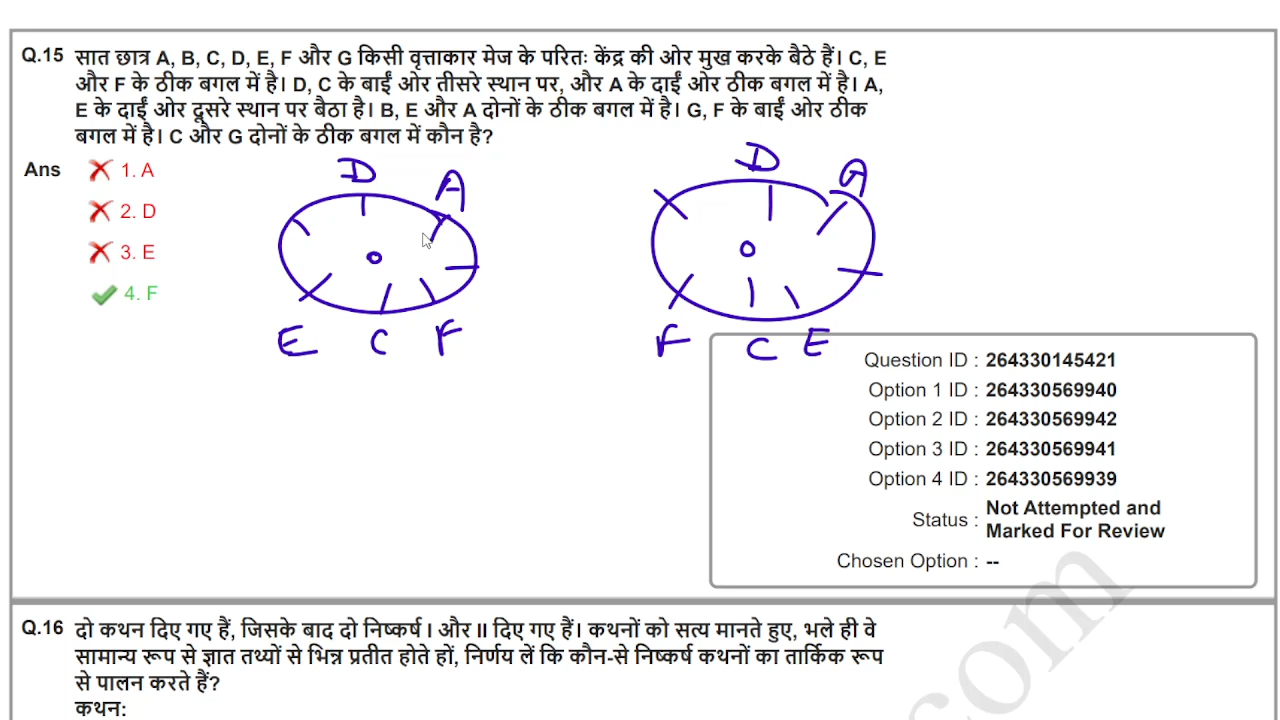 Q.15 सात छात्र A, B, C, D, E, F और G किसी वृत्ताकार मेज के परितः केंद्र की ओर मुख करके बैठे हैं। C, E
और F के ठीक बगल में है। D, C के बाईं ओर तीसरे स्थान पर, और A के दाईं ओर ठीक बगल में है। A,
E के दाईं ओर दूसरे स्थान पर बैठा है। B, E और A दोनों के ठीक बगल में है। G, F के बाईं ओर ठीक
बगल में है। C और G दोनों के ठीक बगल में कौन है?
Ans 1. A
2. D
3. E
4. F
D A
E C F
D A
F C E
Question ID : 264330145421
Option 1 ID : 264330569940
Option 2 ID : 264330569942
Option 3 ID : 264330569941
Option 4 ID : 264330569939
Status : Not Attempted and
Marked For Review
Chosen Option : --
Q.16 दो कथन दिए गए हैं, जिसके बाद दो निष्कर्ष I और II दिए गए हैं। कथनों को सत्य मानते हुए, भले ही वे
सामान्य रूप से ज्ञात तथ्यों से भिन्न प्रतीत होते हों, निर्णय लें कि कौन-से निष्कर्ष कथनों का तार्किक रूप
से पालन करते हैं?
कथन:
com